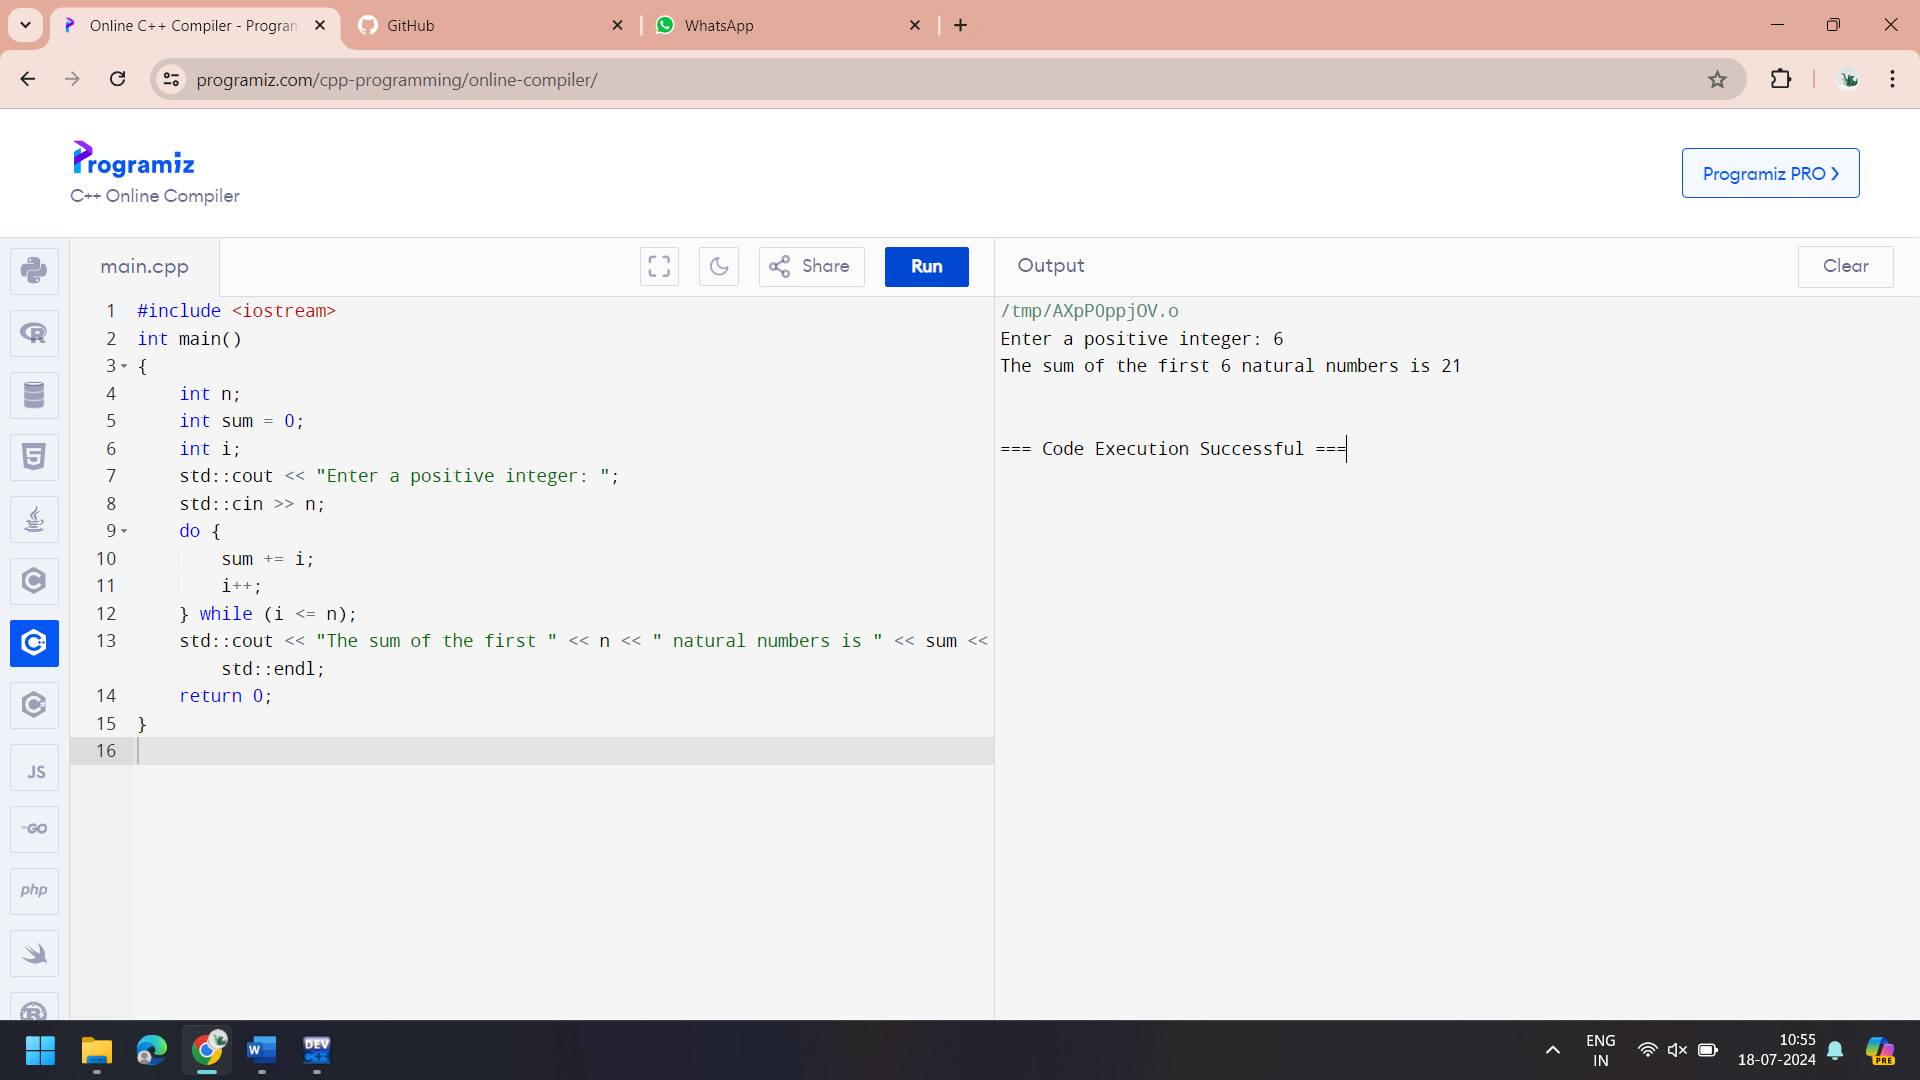 Online C++ Compiler - Program
GitHub
WhatsApp
programiz.com/cpp-programming/online-compiler/
Programiz
C++ Online Compiler
Programiz PRO
main.cpp
Share
Run
Output
Clear
1 #include <iostream>
2 int main()
3 {
4 int n;
5 int sum = 0;
6 int i;
7 std::cout << "Enter a positive integer: ";
8 std::cin >> n;
9 do {
10 sum += i;
11 i++;
12 } while (i <= n);
13 std::cout << "The sum of the first " << n << " natural numbers is " << sum <<
std::endl;
14 return 0;
15 }
16
/tmp/AXpP0ppjOV.o
Enter a positive integer: 6
The sum of the first 6 natural numbers is 21
=== Code Execution Successful ===
R
5
C
C++
C#
JS
GO
php
R
W
DEV
C++
ENG
IN
10:55
18-07-2024
PRE